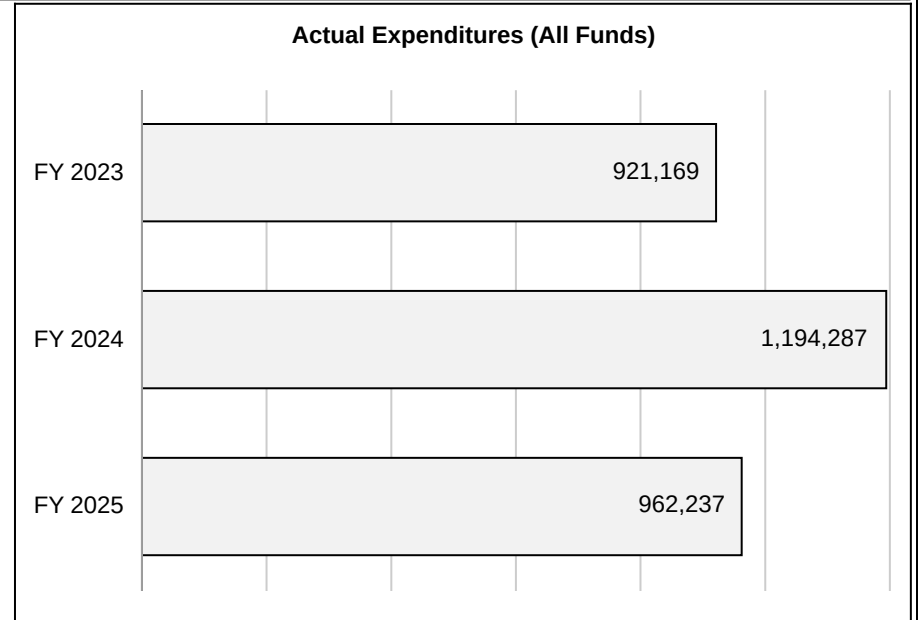 Actual Expenditures (All Funds)
FY 2023 921,169
FY 2024 1,194,287
FY 2025 962,237